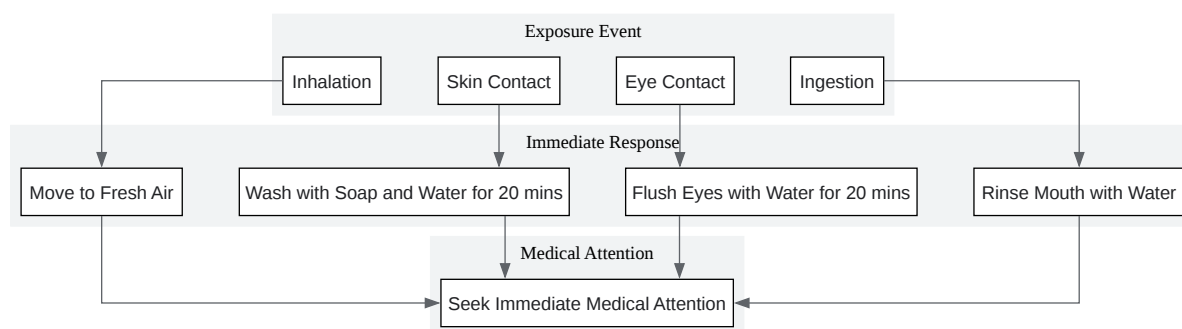 Exposure Event
Inhalation
Skin Contact
Eye Contact
Ingestion
Immediate Response
Move to Fresh Air
Wash with Soap and Water for 20 mins
Flush Eyes with Water for 20 mins
Rinse Mouth with Water
Medical Attention
Seek Immediate Medical Attention